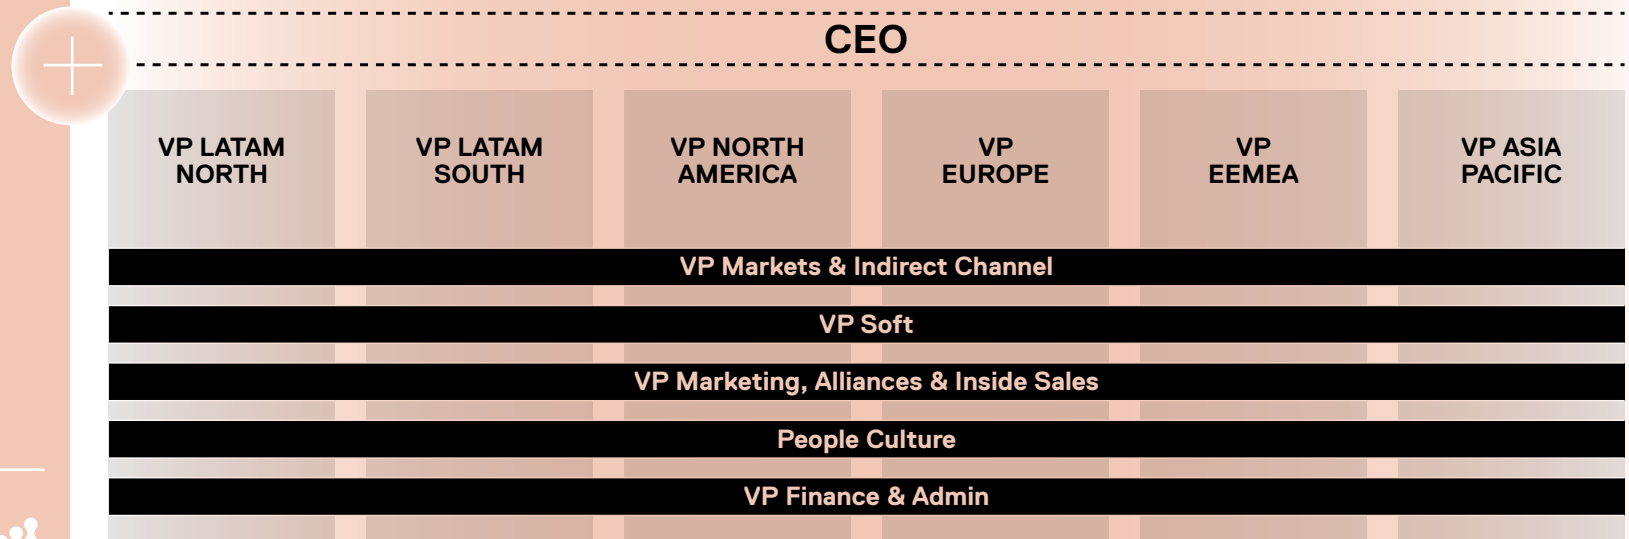 CEO
VP LATAM
NORTH
VP LATAM
SOUTH
VP NORTH
AMERICA
VP
EUROPE
VP
EEMEA
VP ASIA
PACIFIC
VP Markets & Indirect Channel
VP Soft
VP Marketing, Alliances & Inside Sales
People Culture
VP Finance & Admin